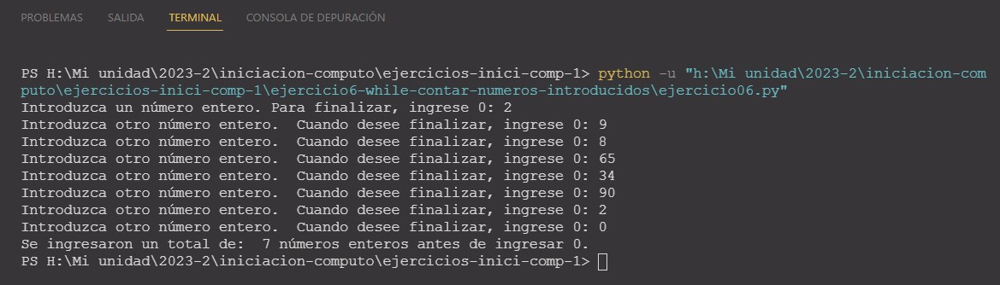 PROBLEMAS SALIDA TERMINAL CONSOLA DE DEPURACIÓN
PS H:\Mi unidad\2023-2\iniciacion-computo\ejercicios-inici-comp-1> python -u "h:\Mi unidad\2023-2\iniciacion-com
puto\ejercicios-inici-comp-1\ejercicio6-while-contar-numeros-introducidos\ejercicio06.py"
Introduzca un número entero. Para finalizar, ingrese 0: 2
Introduzca otro número entero.  Cuando desee finalizar, ingrese 0: 9
Introduzca otro número entero.  Cuando desee finalizar, ingrese 0: 8
Introduzca otro número entero.  Cuando desee finalizar, ingrese 0: 65
Introduzca otro número entero.  Cuando desee finalizar, ingrese 0: 34
Introduzca otro número entero.  Cuando desee finalizar, ingrese 0: 90
Introduzca otro número entero.  Cuando desee finalizar, ingrese 0: 2
Introduzca otro número entero.  Cuando desee finalizar, ingrese 0: 0
Se ingresaron un total de:  7 números enteros antes de ingresar 0.
PS H:\Mi unidad\2023-2\iniciacion-computo\ejercicios-inici-comp-1>